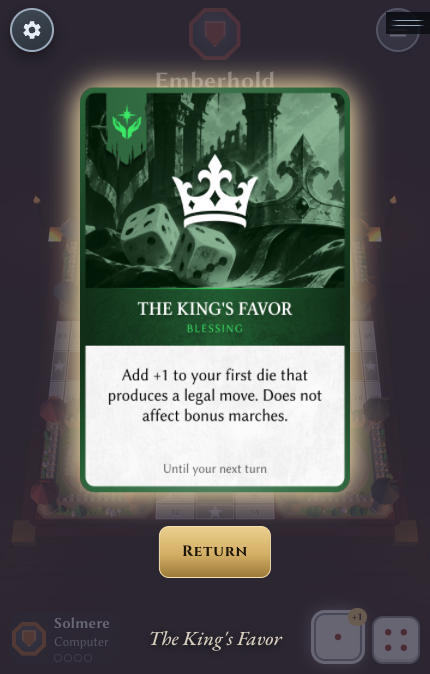 Emberhold
THE KING'S FAVOR
BLESSING
Add +1 to your first die that
produces a legal move. Does not
affect bonus marches.
Until your next turn
RETURN
Solmere
Computer
The King's Favor
+1